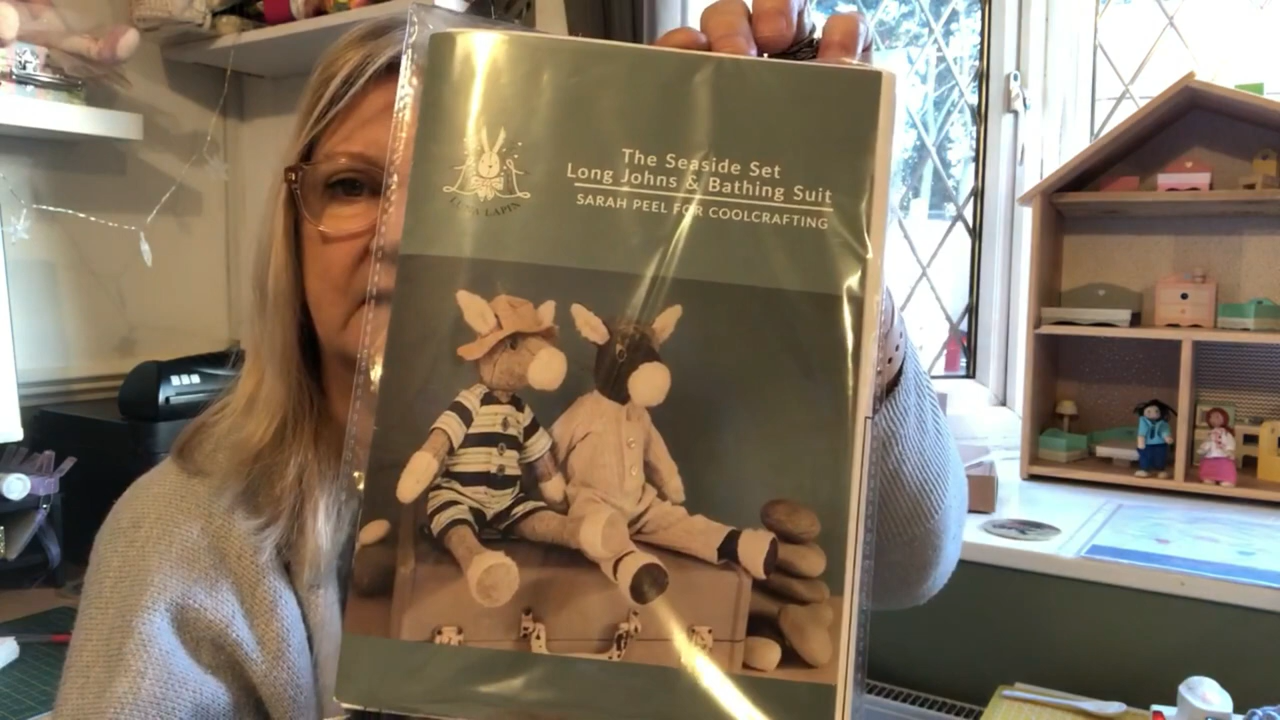 The Seaside Set
Long Johns & Bathing Suit
SARAH PEEL FOR COOLCRAFTING
LUNA LAPIN